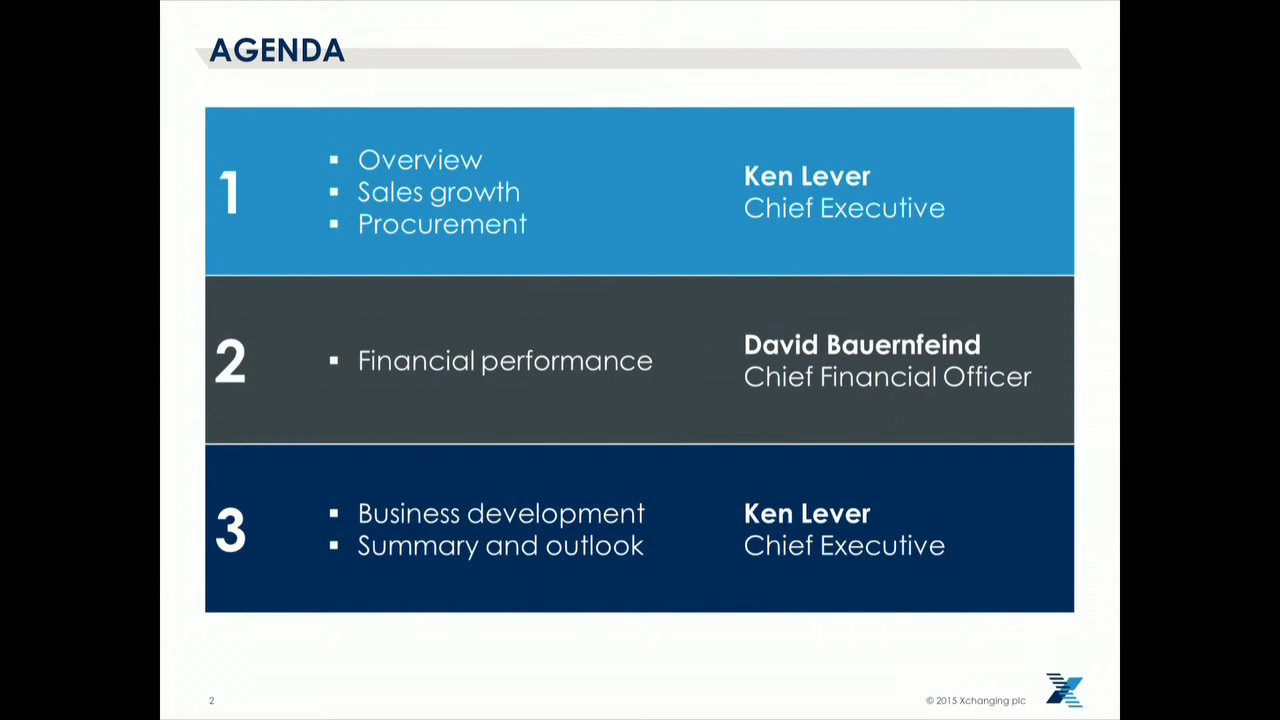 AGENDA
1
▪ Overview
▪ Sales growth
▪ Procurement
Ken Lever
Chief Executive
2
▪ Financial performance
David Bauernfeind
Chief Financial Officer
3
▪ Business development
▪ Summary and outlook
Ken Lever
Chief Executive
2
© 2015 Xchanging plc